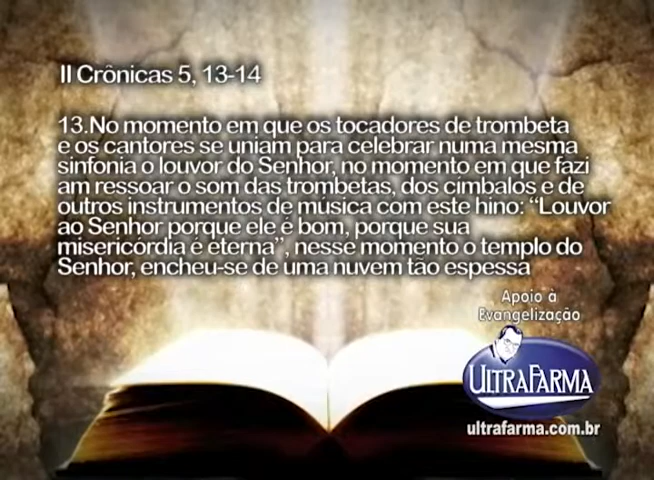 II Crônicas 5, 13-14
13.No momento em que os tocadores de trombeta
e os cantores se uniam para celebrar numa mesma
sinfonia o louvor do Senhor, no momento em que fazi
am ressoar o som das trombetas, dos címbalos e de
outros instrumentos de música com este hino: “Louvor
ao Senhor porque ele é bom, porque sua
misericórdia é eterna”, nesse momento o templo do
Senhor, encheu-se de uma nuvem tão espessa
Apoio à
Evangelização
ULTRAFARMA
ultrafarma.com.br